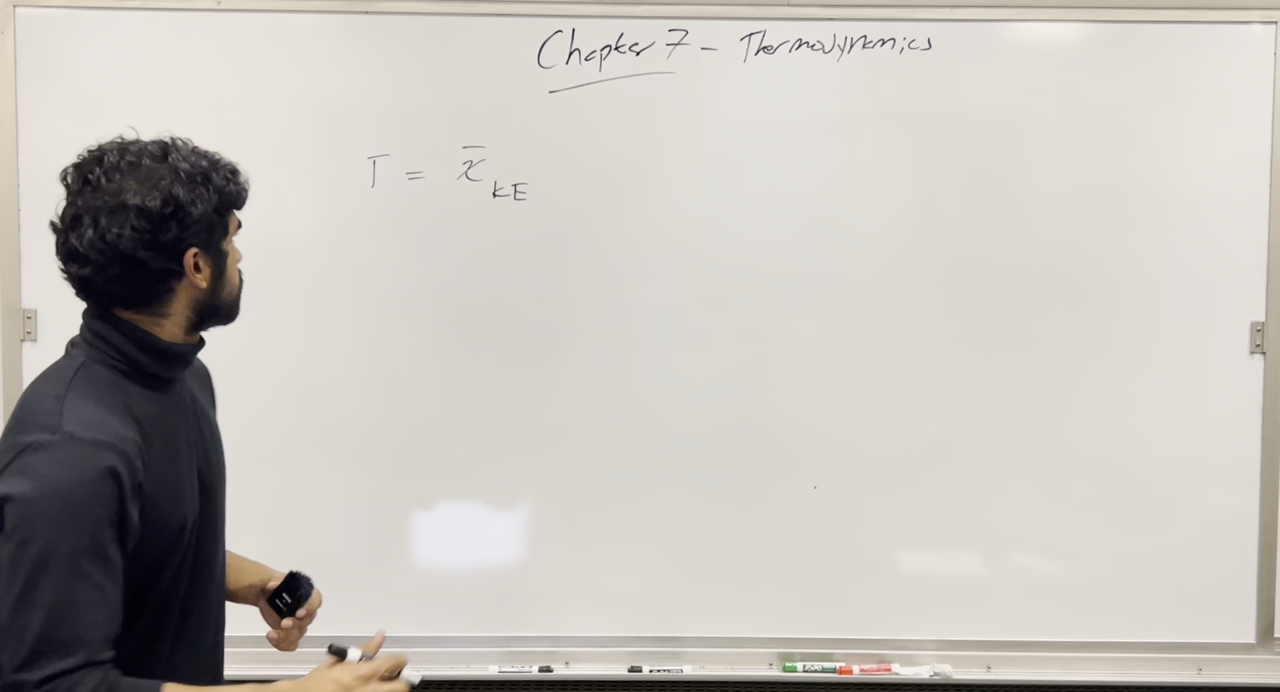 Chapter 7 - Thermodynamics
T = x̄ KE